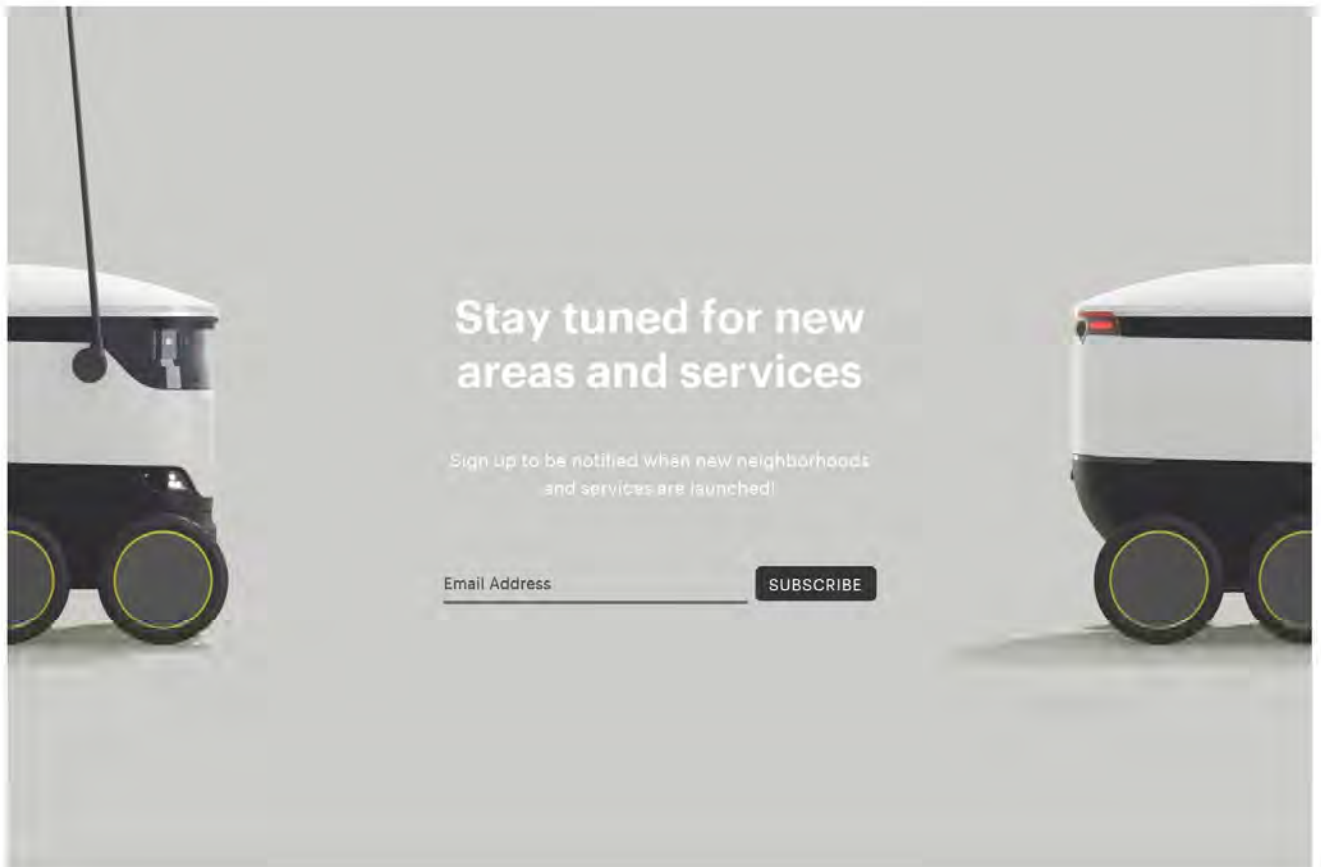 Stay tuned for new
areas and services
Sign up to be notified when new neighborhoods
and services are launched!
Email Address
SUBSCRIBE